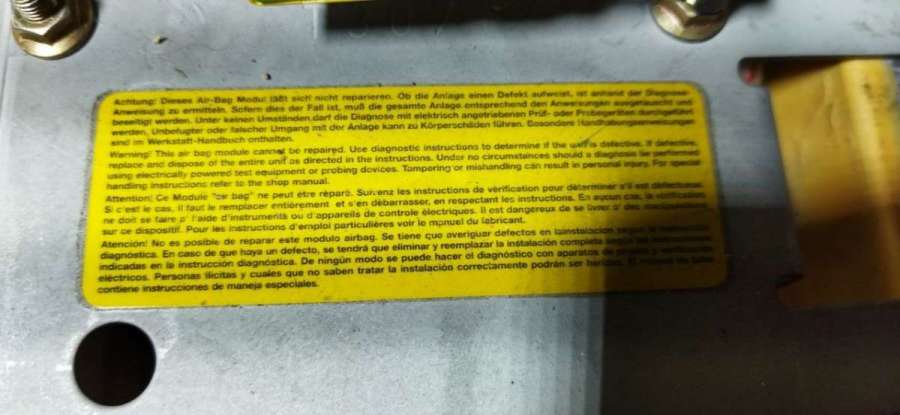 Achtung! Dieses Air-Bag Modul läßt sich nicht reparieren. Ob die Anlage einen Defekt aufweist, ist anhand der Diagnose-
Anweisung zu ermitteln. Sofern dies der Fall ist, muß die gesamte Anlage entsprechend den Anweisungen ausgetauscht und
beseitigt werden. Unter keinen Umständen darf die Diagnose mit elektrisch angetriebenen Prüf- oder Probegeräten durchgeführt
werden. Unbefugter oder falscher Umgang mit der Anlage kann zu Körperschäden führen. Besondere Handhabungsanweisungen
sind im Werkstatt-Handbuch enthalten.
Warning! This air bag module cannot be repaired. Use diagnostic instructions to determine if the unit is defective. If defective,
replace and dispose of the entire unit as directed in the instructions. Under no circumstances should a diagnosis be performed
using electrically powered test equipment or probing devices. Tampering or mishandling can result in personal injury. For special
handling instructions refer to the shop manual.
Attention! Ce Module "air bag" ne peut être réparé. Suivez les instructions de vérification pour déterminer s'il est défectueux.
Si c'est le cas, il faut le remplacer entièrement et s'en débarrasser, en respectant les instructions. En aucun cas, la vérification
ne doit se faire a' l'aide d'instruments ou d'appareils de controle électriques. Il est dangereux de se livrer a' des
sur ce dispositif. Pour les instructions d'emploi particulières voir le manuel du fabricant.
Atención! No es posible de reparar este modulo airbag. Se tiene que averiguar defectos en la instalación según la
diagnóstica. En caso de que haya un defecto, se tendrá que eliminar y reemplazar la instalación completa según las
indicadas en la instrucción diagnóstica. De ningún modo se puede hacer el diagnóstico con aparatos de prueba y
eléctricos. Personas ilícitas y cuales que no saben tratar la instalación correctamente podrán ser heridas. El manual de
contiene instrucciones de maneja especiales.